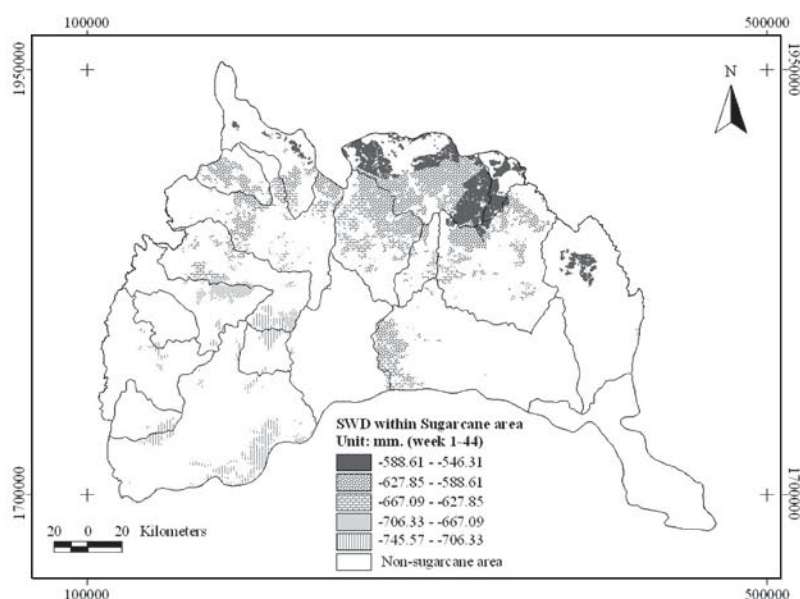 100000
500000
1950000
1950000
N
SWD within Sugarcane area
Unit: mm. (week 1-44)
-588.61 - -546.31
-627.85 - -588.61
-667.09 - -627.85
-706.33 - -667.09
-745.57 - -706.33
Non-sugarcane area
1700000
1700000
20 0 20 Kilometers
100000
500000